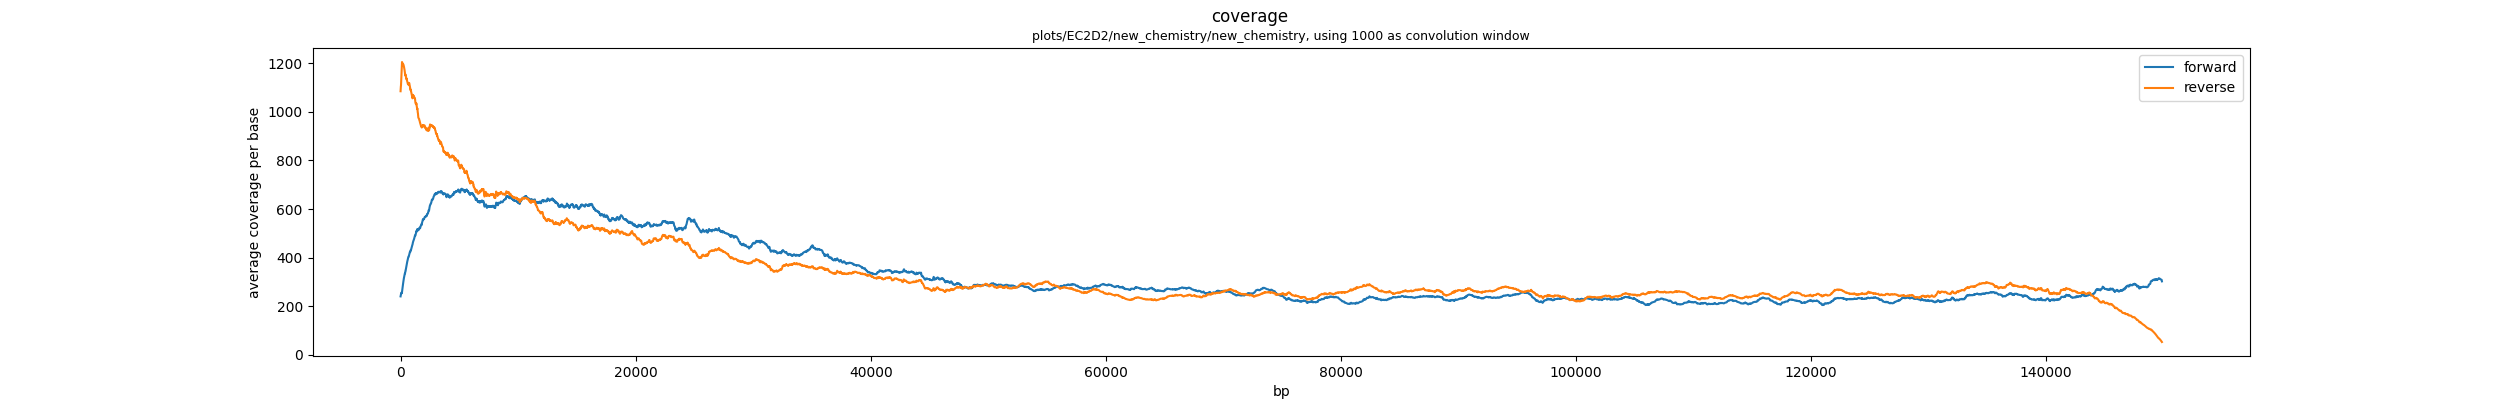 coverage
plots/EC2D2/new_chemistry/new_chemistry, using 1000 as convolution window
forward
reverse
average coverage per base
1200
1000
800
600
400
200
0
0 20000 40000 60000 80000 100000 120000 140000
bp